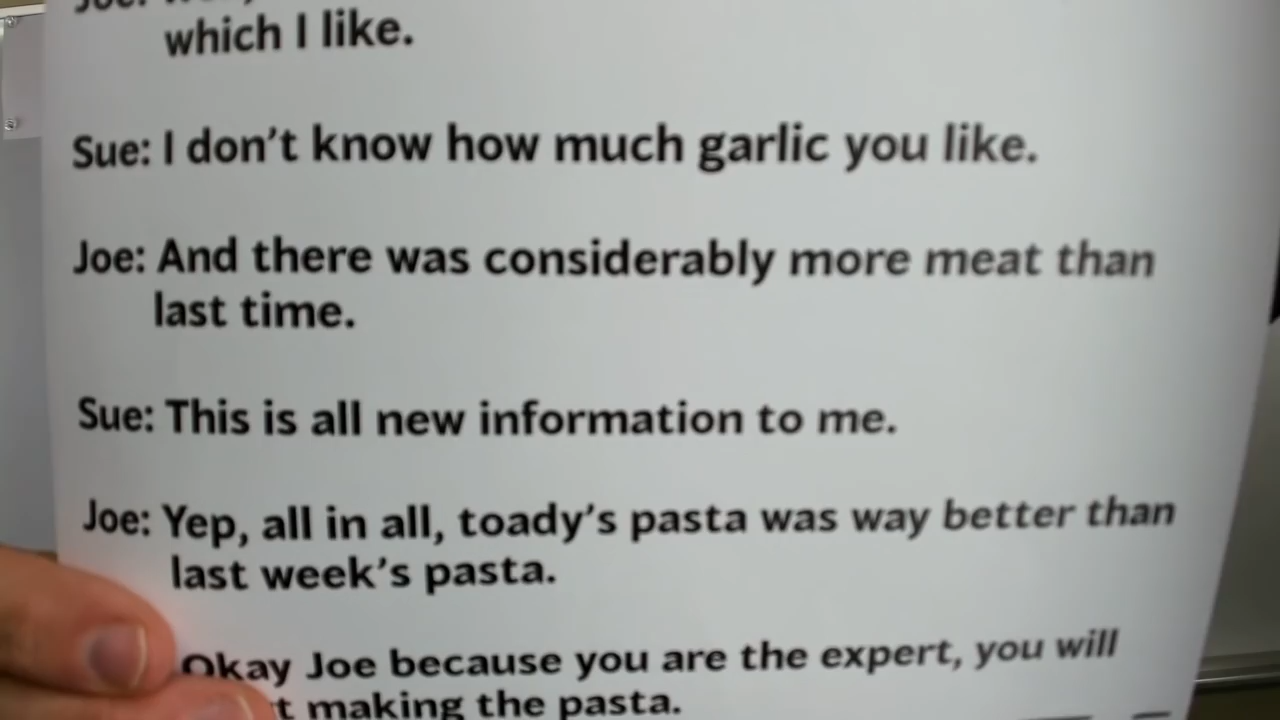 which I like.
Sue: I don't know how much garlic you like.
Joe: And there was considerably more meat than
last time.
Sue: This is all new information to me.
Joe: Yep, all in all, toady's pasta was way better than
last week's pasta.
Okay Joe because you are the expert, you will
making the pasta.